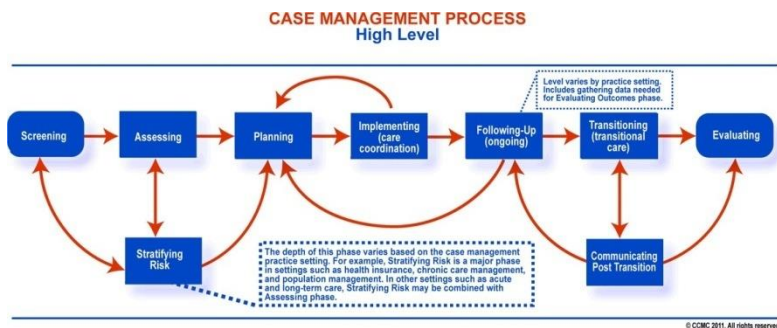 CASE MANAGEMENT PROCESS
High Level
Level varies by practice setting.
Includes gathering data needed
for Evaluating Outcomes phase.
Screening
Assessing
Planning
Implementing
(care
coordination)
Following-Up
(ongoing)
Transitioning
(transitional
care)
Evaluating
Stratifying
Risk
The depth of this phase varies based on the case management
practice setting. For example, Stratifying Risk is a major phase
in settings such as health insurance, chronic care management,
and population management. In other settings such as acute
and long-term care, Stratifying Risk may be combined with
Assessing phase.
Communicating
Post Transition
© CCMC 2011. All rights reserved